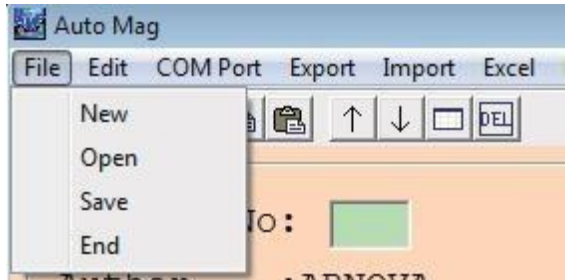 Auto Mag
File Edit COM Port Export Import Excel
New
DEL
Open
Save
No:
End